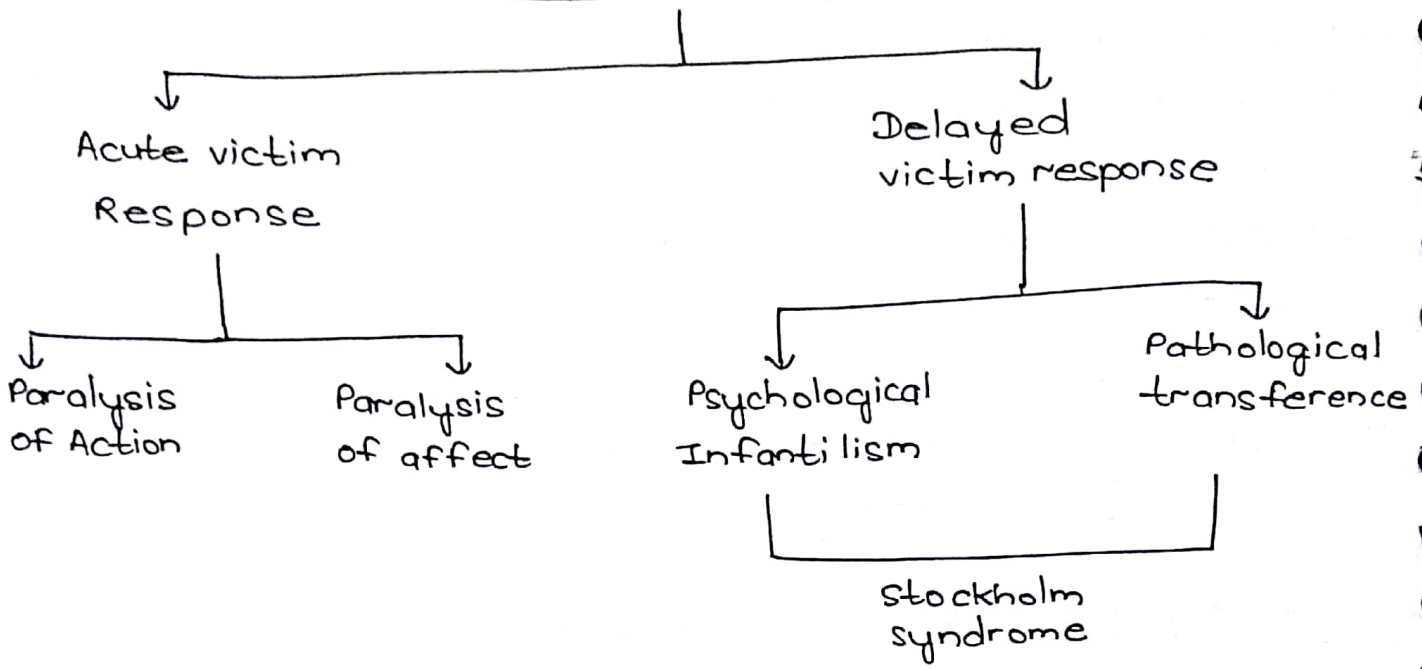 Acute victim
Response
Delayed
victim response
Paralysis
of Action
Paralysis
of affect
Psychological
Infantilism
Pathological
transference
Stockholm
syndrome